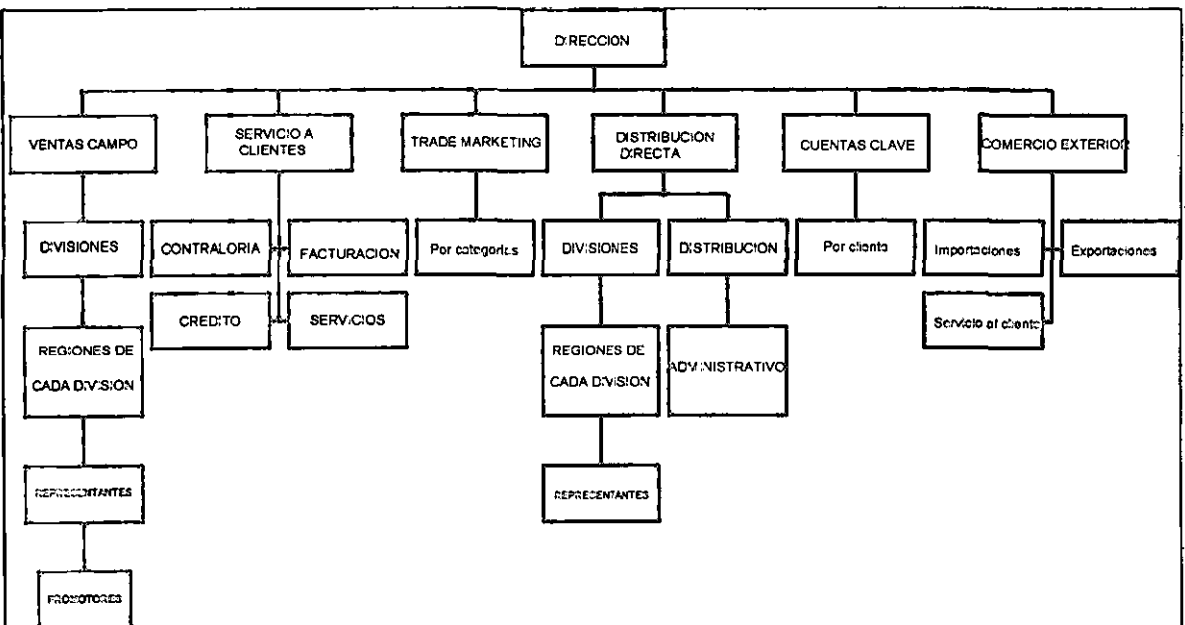 DIRECCION
VENTAS CAMPO
SERVICIO A
CLIENTES
TRADE MARKETING
DISTRIBUCION
DIRECTA
CUENTAS CLAVE
COMERCIO EXTERIOR
DIVISIONES
CONTRALORIA
FACTURACION
Por categorias
DIVISIONES
DISTRIBUCION
Por cliente
Importaciones
Exportaciones
CREDITO
SERVICIOS
Servicio al cliente
REGIONES DE
CADA DIVISION
REGIONES DE
CADA DIVISION
ADMINISTRATIVO
REPRESENTANTES
REPRESENTANTES
PROMOTORES